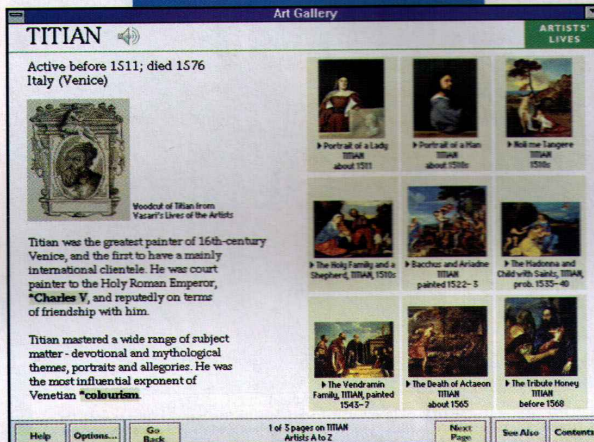 Art Gallery
TITIAN
ARTISTS'
LIVES
Active before 1511; died 1576
Italy (Venice)
Woodcut of Titian from
Vasari's Lives of the Artists
Titian was the greatest painter of 16th-century
Venice, and the first to have a mainly
international clientele. He was court
painter to the Holy Roman Emperor,
*Charles V, and reputedly on terms
of friendship with him.
Titian mastered a wide range of subject
matter - devotional and mythological
themes, portraits and allegories. He was
the most influential exponent of
Venetian *colourism.
Portrait of a Lady
TITIAN
about 1511
Portrait of a Man
TITIAN
about 1510s
Noli me Tangere
TITIAN
1510s
The Holy Family and a
Shepherd, TITIAN, 1510s
Bacchus and Ariadne
TITIAN
painted 1522-3
The Madonna and
Child with Saints, TITIAN,
prob. 1535-40
The Vendramin
Family, TITIAN, painted
1543-7
The Death of Actaeon
TITIAN
about 1565
The Tribute Money
TITIAN
before 1568
Help
Options...
Go
Back
1 of 3 pages on TITIAN
Artists A to Z
Next
Page
See Also
Contents